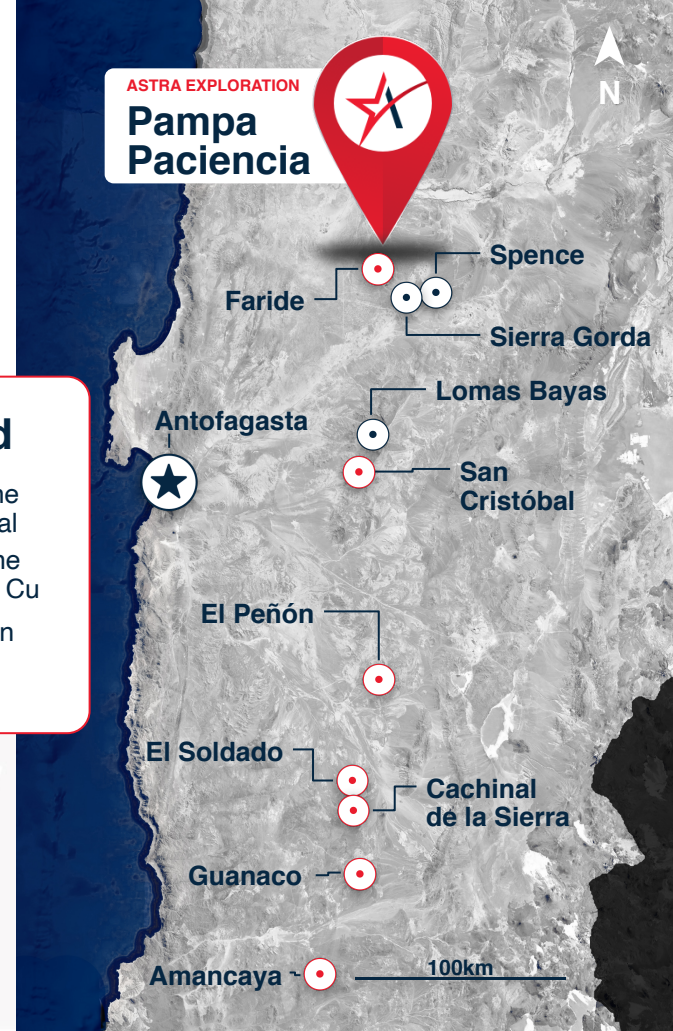 ASTRA EXPLORATION
Pampa
Paciencia
N
Spence
Faride
Sierra Gorda
Lomas Bayas
Antofagasta
San
Cristóbal
Cu
El Peñón
El Soldado
Cachinal
de la Sierra
Guanaco
Amancaya
100km